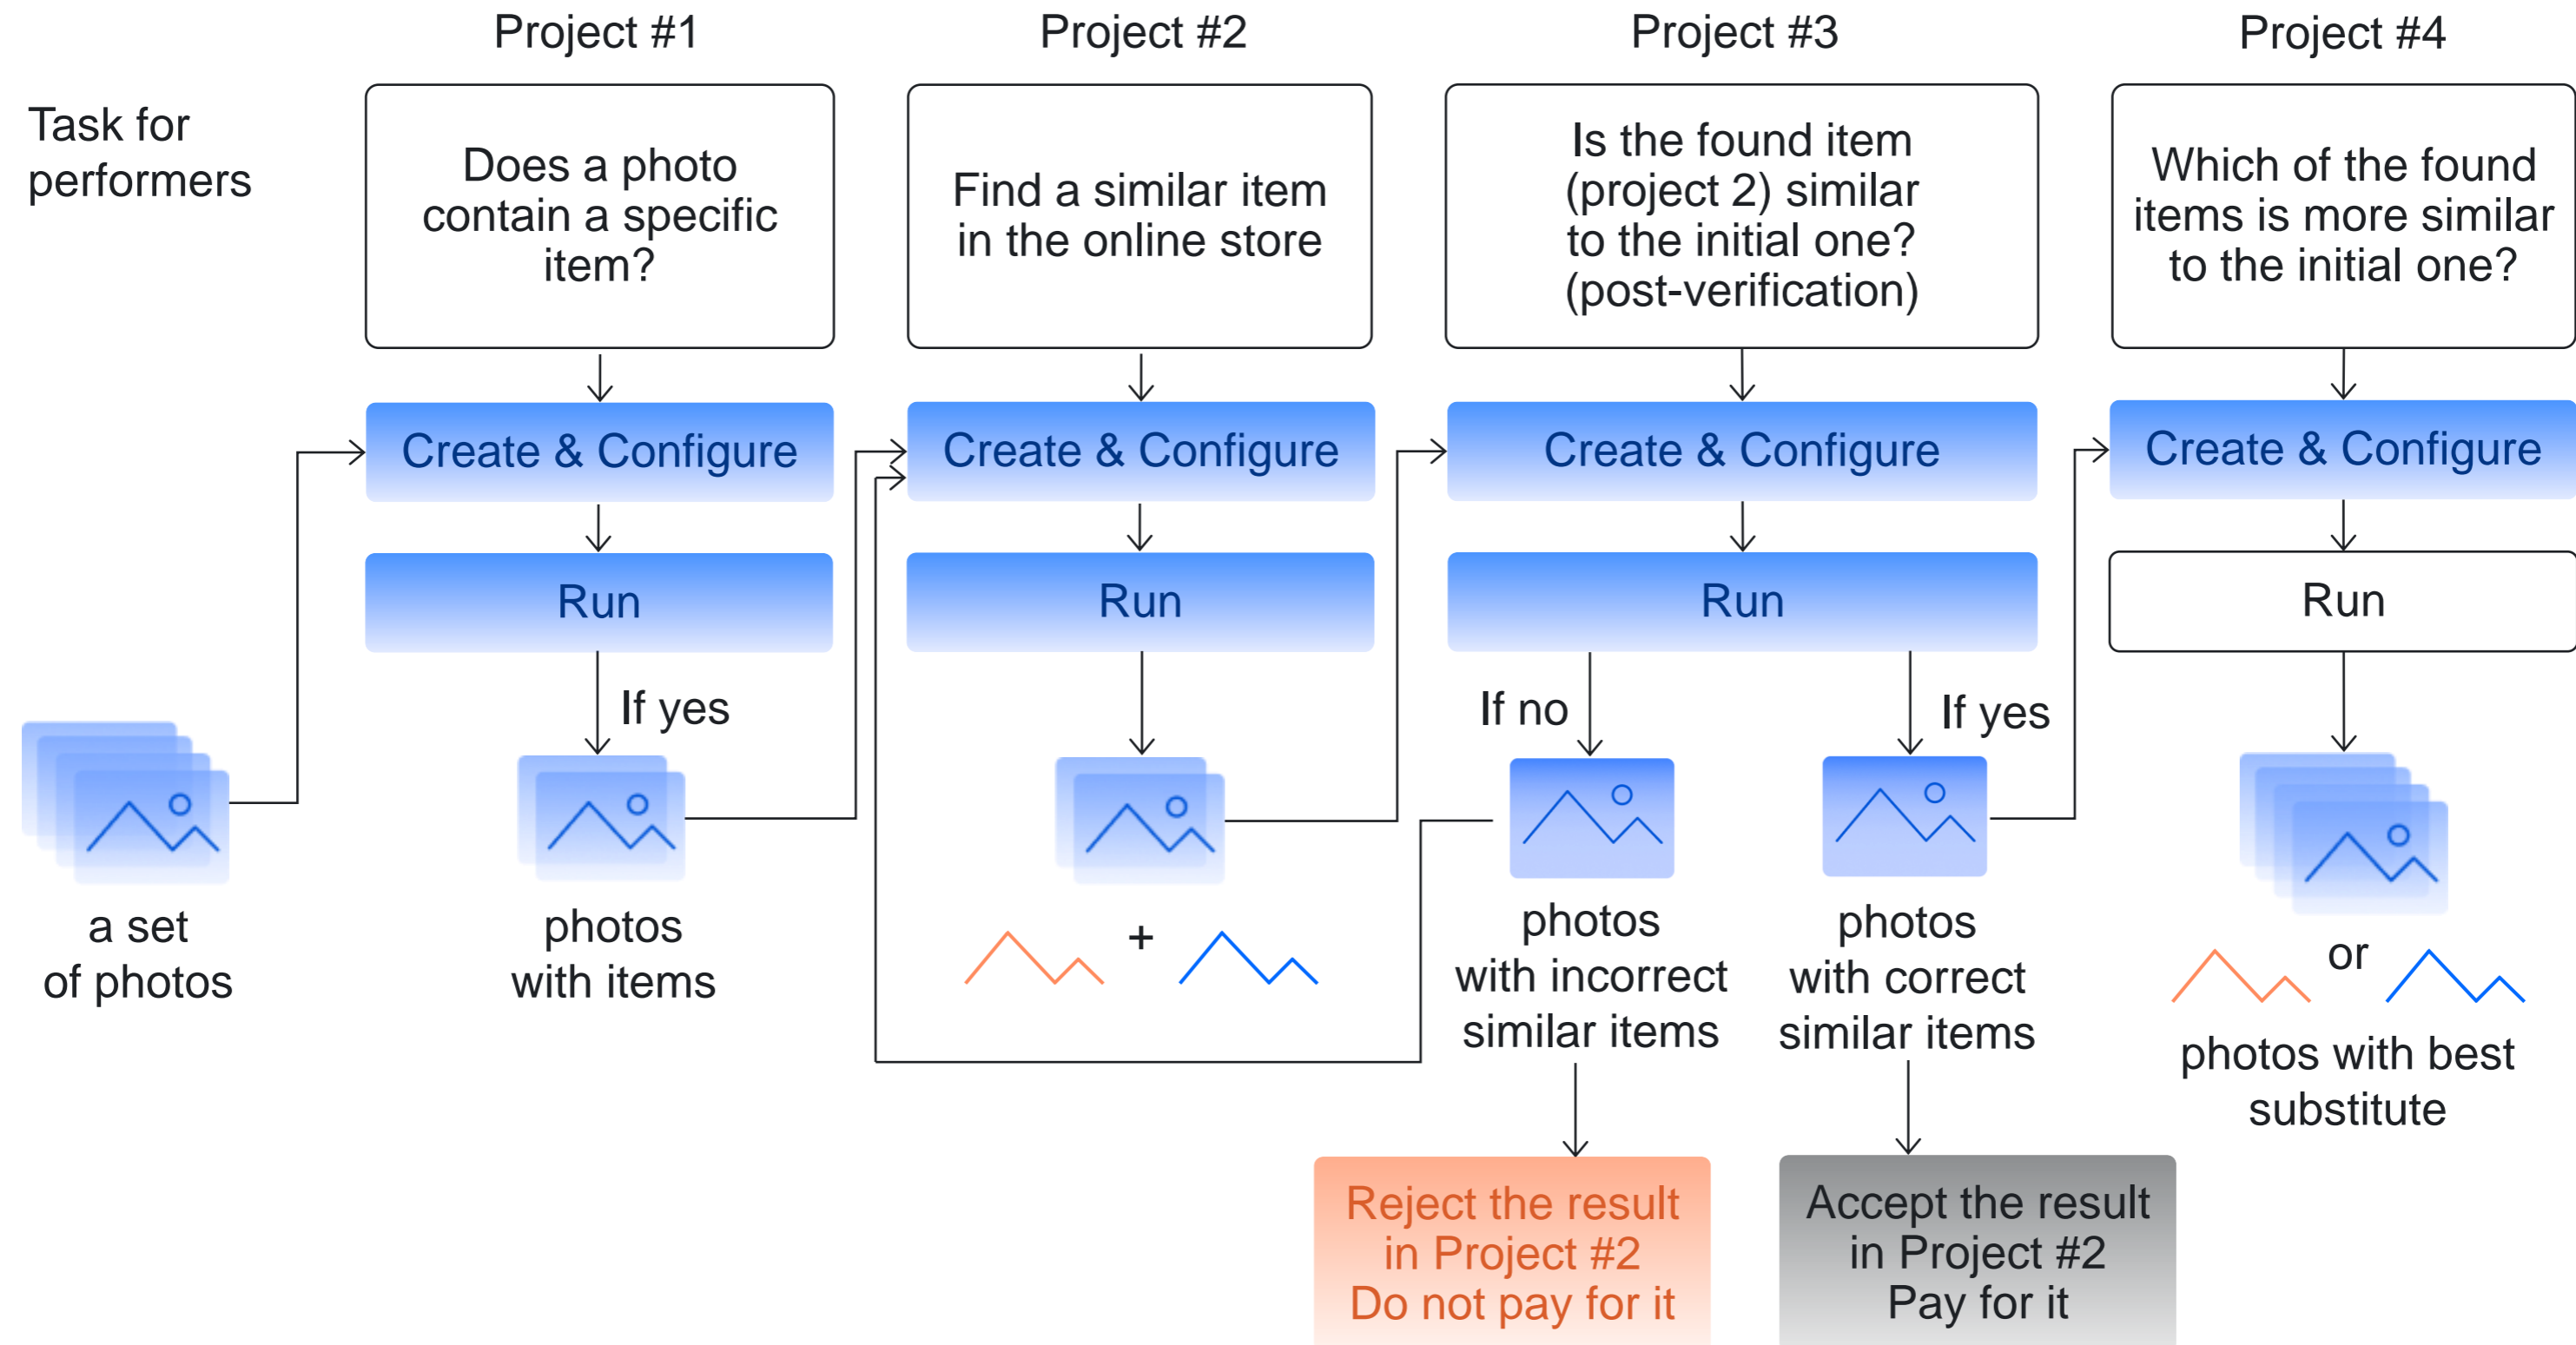 Project #1
Project #2
Project #3
Project #4
Task for
performers
Does a photo
contain a specific
item?
Find a similar item
in the online store
Is the found item
(project 2) similar
to the initial one?
(post-verification)
Which of the found
items is more similar
to the initial one?
Create & Configure
Create & Configure
Create & Configure
Create & Configure
Run
Run
Run
Run
If yes
If no
If yes
a set
of photos
photos
with items
+
photos
with incorrect
similar items
photos
with correct
similar items
or
photos with best
substitute
Reject the result
in Project #2
Do not pay for it
Accept the result
in Project #2
Pay for it